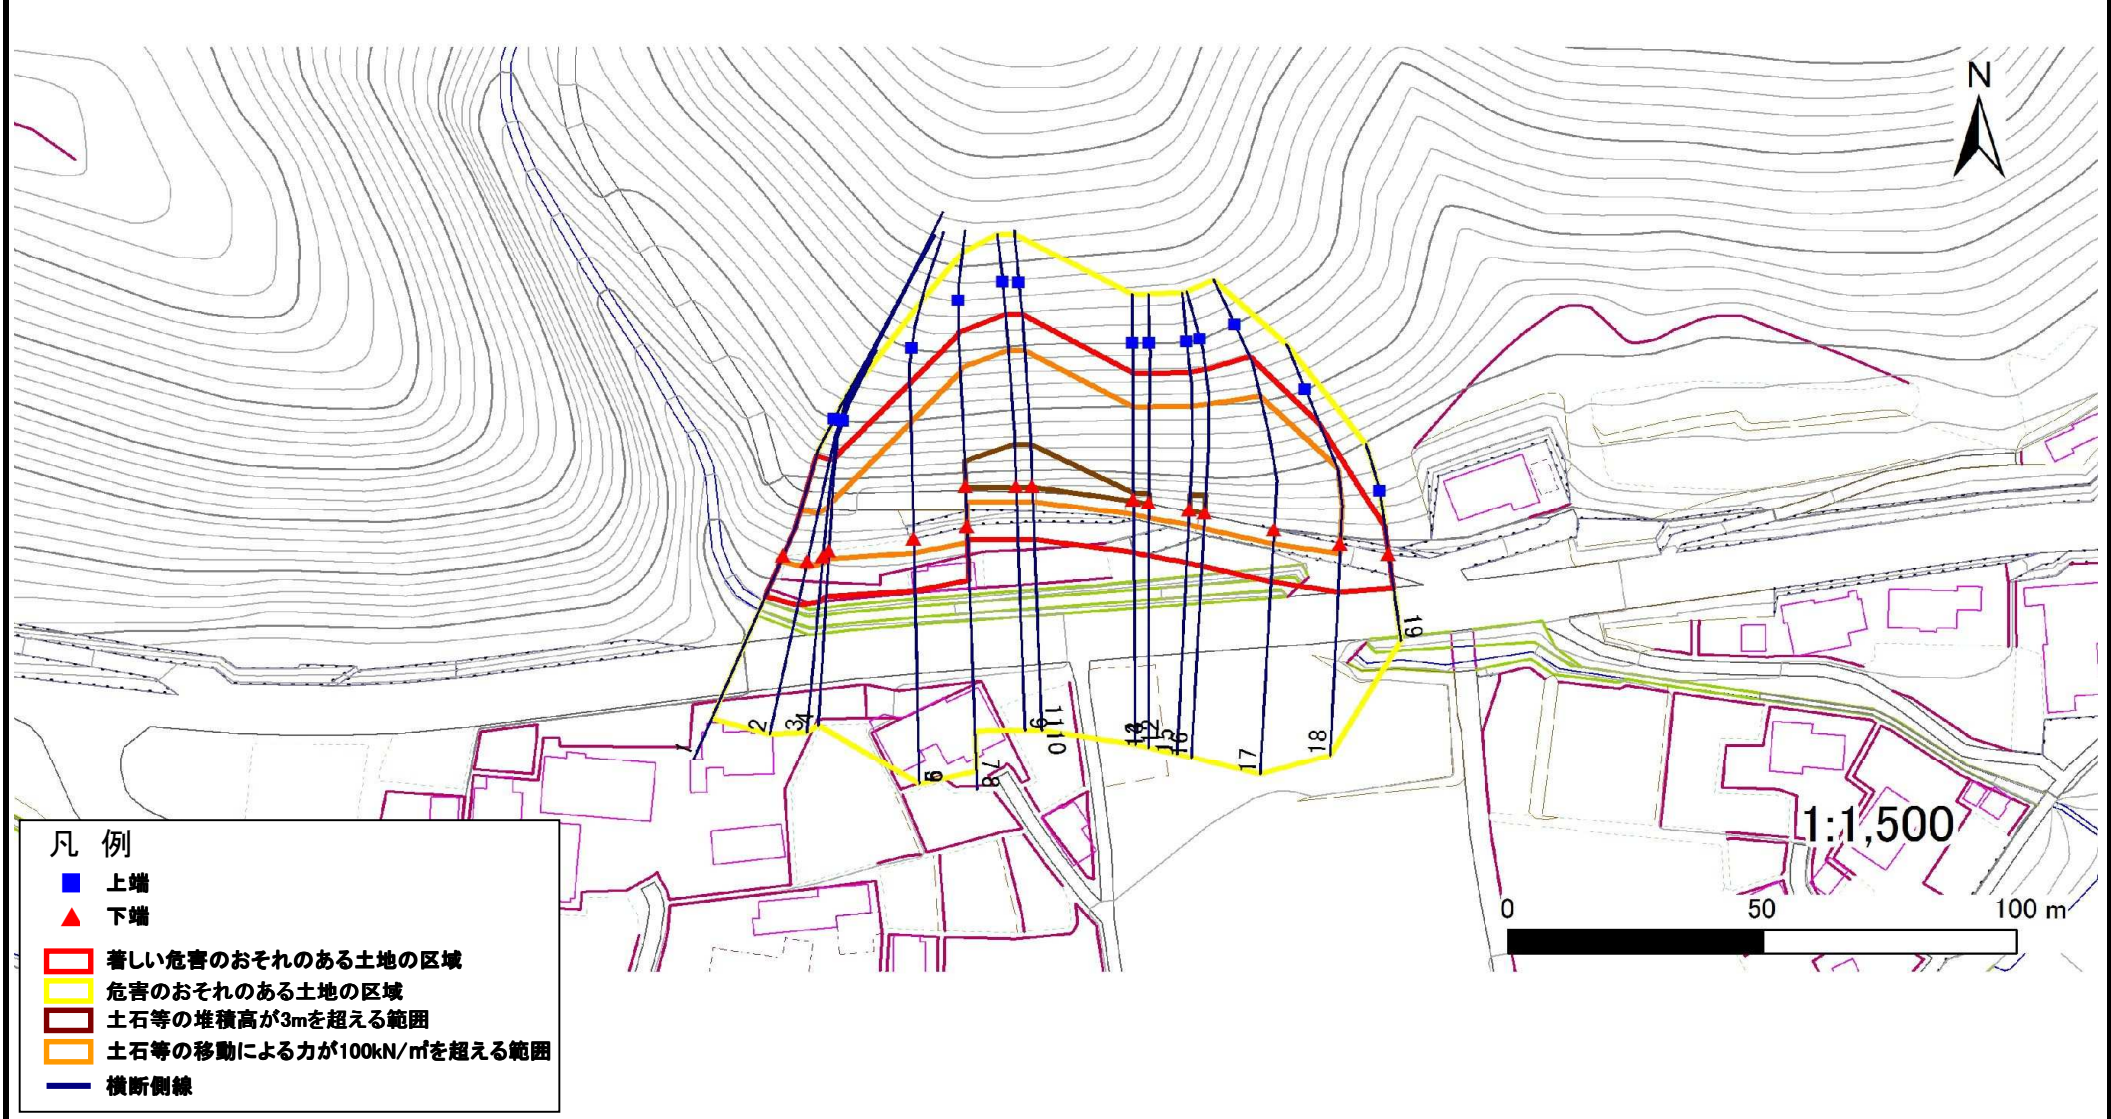 N
19
2
3
4
1
9
11
10
12
15
16
17
18
6
7
8
1:1,500
0 50 100 m
凡 例
上端
下端
著しい危害のおそれのある土地の区域
危害のおそれのある土地の区域
土石等の堆積高が3mを超える範囲
土石等の移動による力が100kN/㎡を超える範囲
横断側線